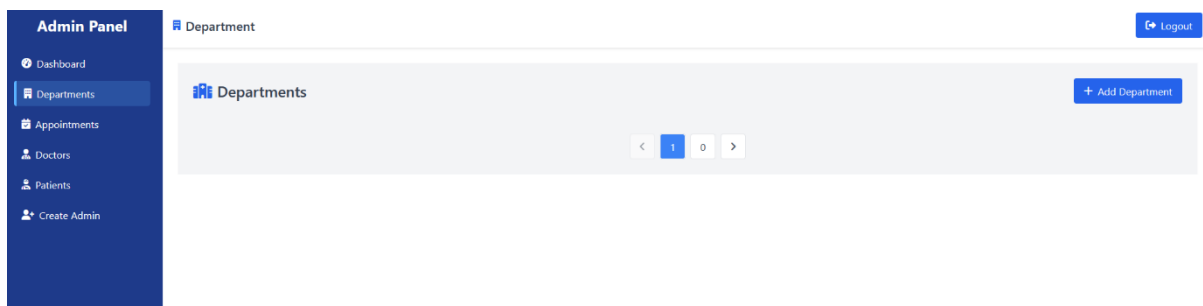 Admin Panel
Dashboard
Departments
Appointments
Doctors
Patients
Create Admin
Department
Logout
Departments
+ Add Department
< 1 0 >